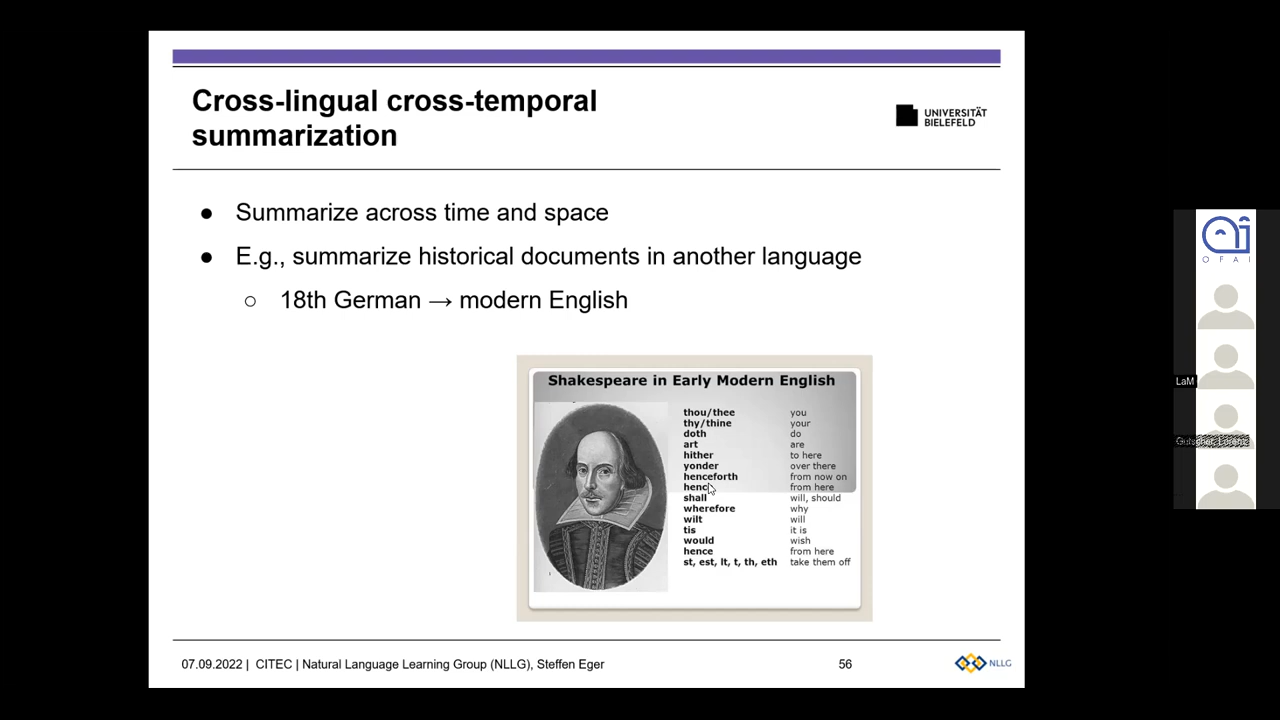 Cross-lingual cross-temporal
summarization
UNIVERSITÄT
BIELEFELD
● Summarize across time and space
● E.g., summarize historical documents in another language
○ 18th German → modern English
Shakespeare in Early Modern English
thou/thee you
thy/thine your
doth do
art are
hither to here
yonder over there
henceforth from now on
henc from here
shall will, should
wherefore why
wilt will
tis it is
would wish
hence from here
st, est, lt, t, th, eth take them off
07.09.2022 | CITEC | Natural Language Learning Group (NLLG), Steffen Eger
56
NLLG
OFAI
LaM